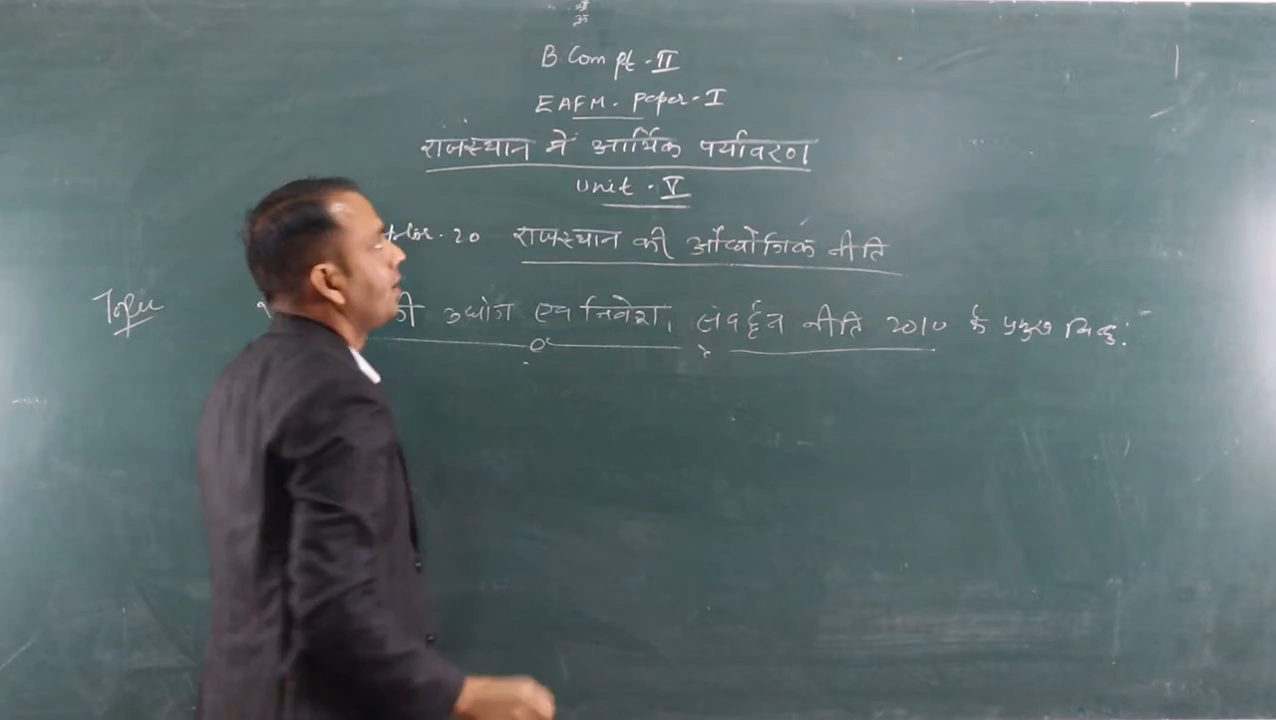 B.Com pt - II
EAFM. Paper - I
राजस्थान में आर्थिक पर्यावरण
Unit - V
20 राजस्थान की औद्योगिक नीति
Topic की उद्योग एवं निवेश संवर्द्धन नीति 2010 के प्रमुख बिन्दु: